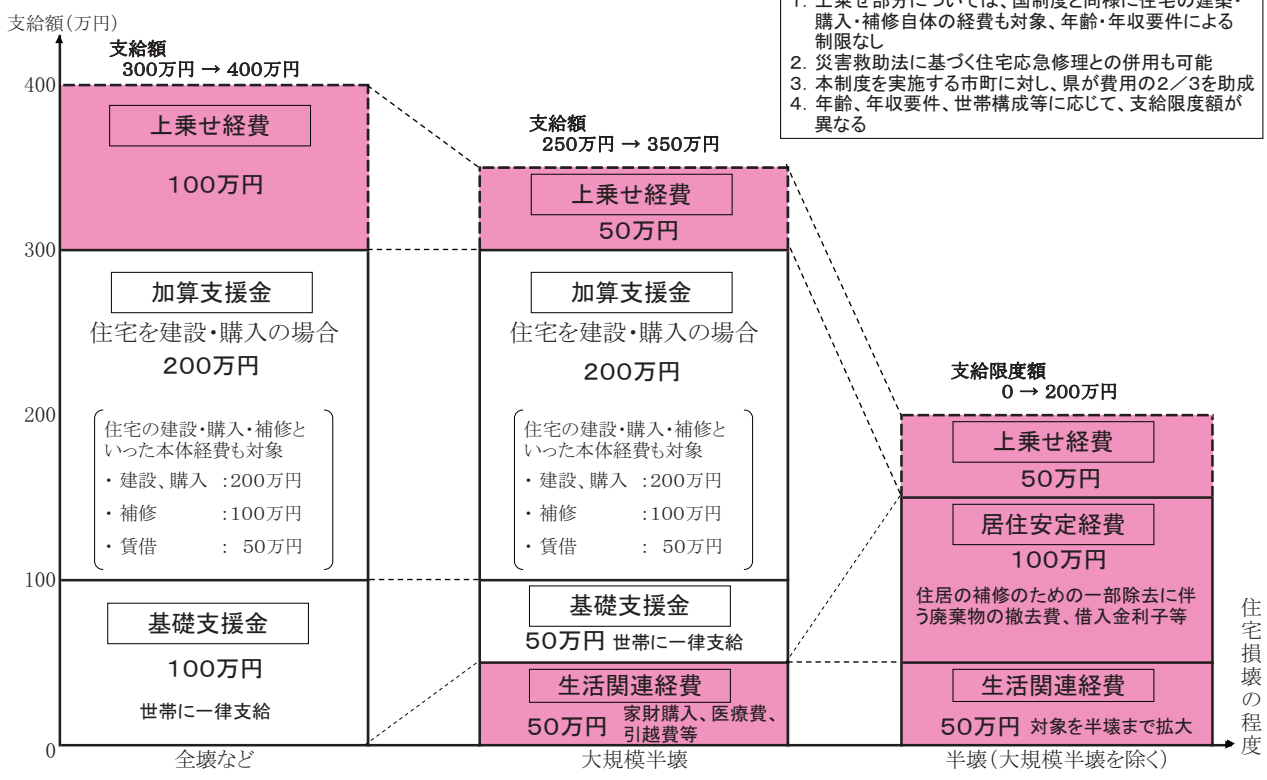 1. 上乗せ部分については、国制度と同様に住宅の建築・
購入・補修自体の経費も対象、年齢・年収要件による
制限なし
2. 災害救助法に基づく住宅応急修理との併用も可能
3. 本制度を実施する市町に対し、県が費用の2／3を助成
4. 年齢、年収要件、世帯構成等に応じて、支給限度額が
異なる
支給額(万円)
400
300
200
100
0
支給額
300万円 → 400万円
上乗せ経費
100万円
加算支援金
住宅を建設・購入の場合
200万円
住宅の建設・購入・補修と
いった本体経費も対象
・建設、購入 :200万円
・補修 :100万円
・賃借 : 50万円
基礎支援金
100万円
世帯に一律支給
全壊など
支給額
250万円 → 350万円
上乗せ経費
50万円
加算支援金
住宅を建設・購入の場合
200万円
住宅の建設・購入・補修と
いった本体経費も対象
・建設、購入 :200万円
・補修 :100万円
・賃借 : 50万円
基礎支援金
50万円 世帯に一律支給
生活関連経費
50万円 家財購入、医療費、
引越費等
大規模半壊
支給限度額
0 → 200万円
上乗せ経費
50万円
居住安定経費
100万円
住居の補修のための一部除去に伴
う廃棄物の撤去費、借入金利子等
生活関連経費
50万円 対象を半壊まで拡大
半壊(大規模半壊を除く)
住宅損壊の程度